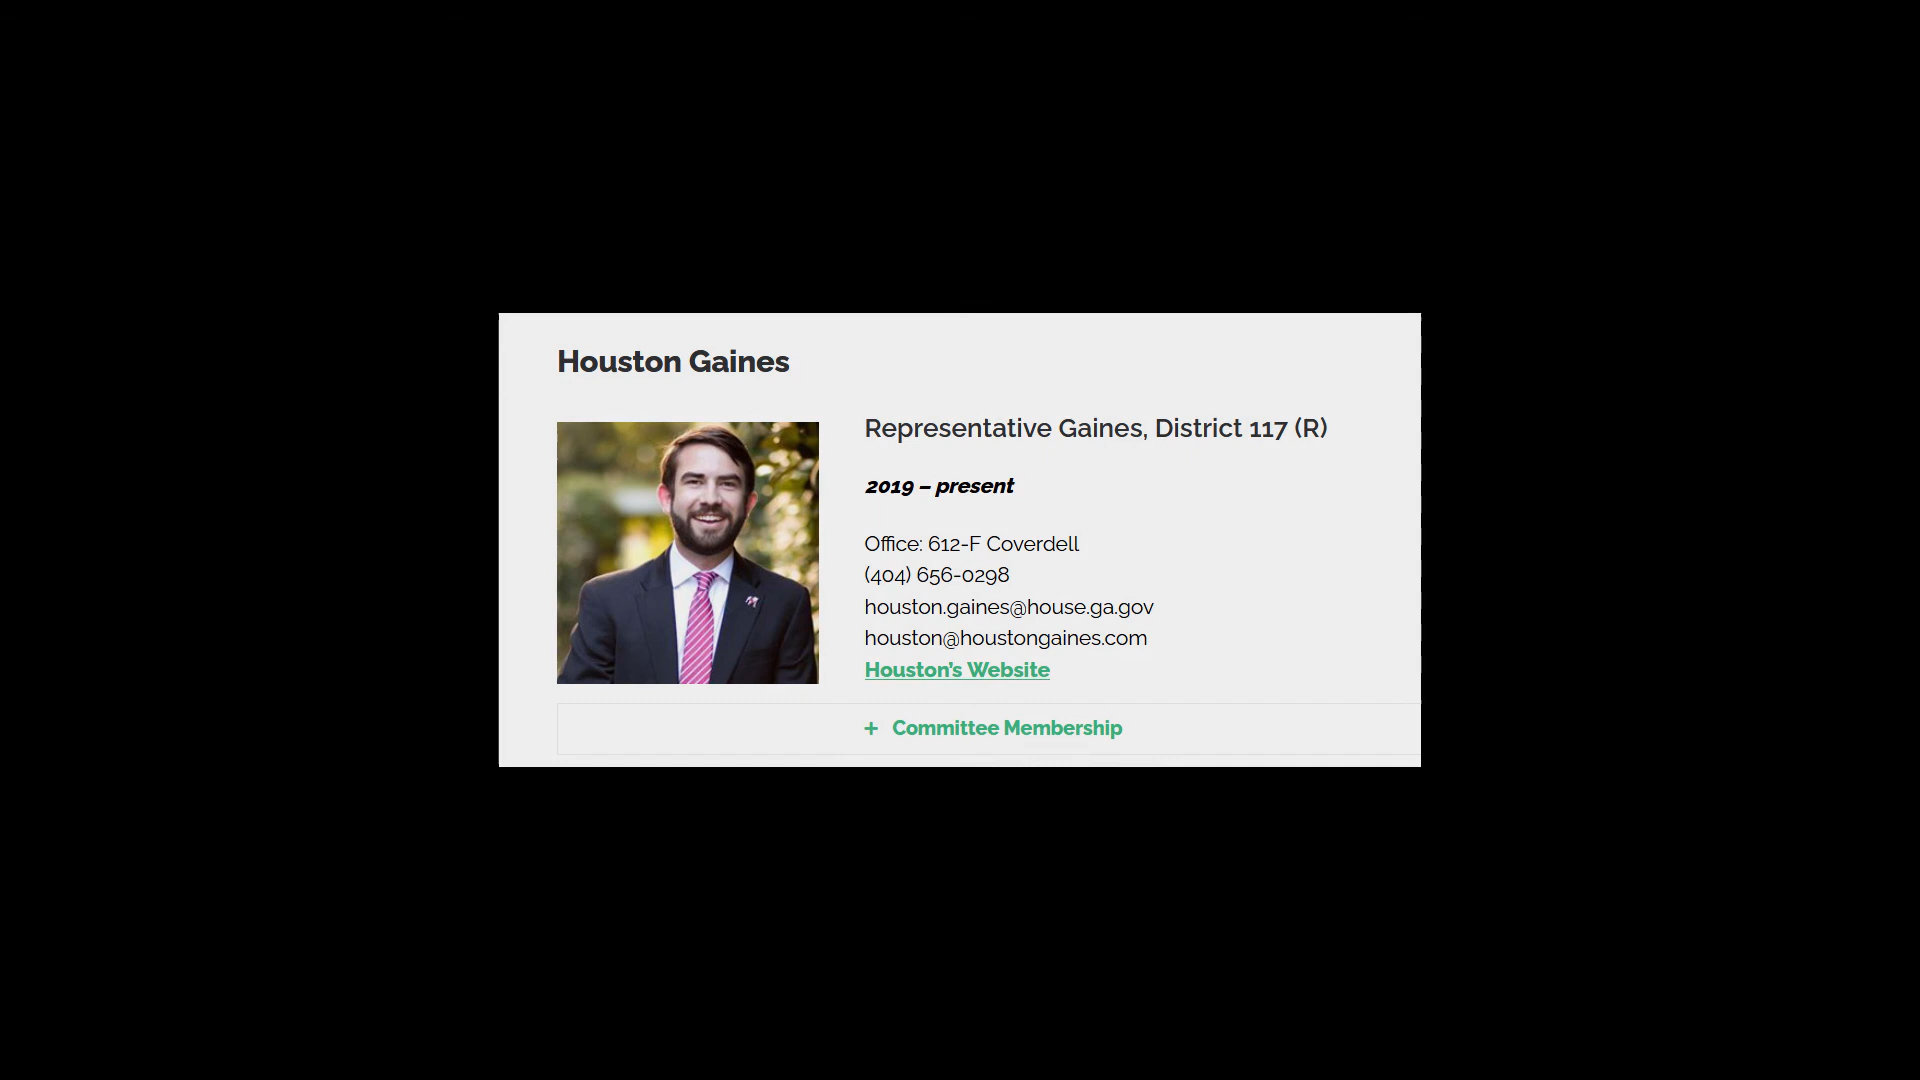 Houston Gaines
Representative Gaines, District 117 (R)
2019 – present
Office: 612-F Coverdell
(404) 656-0298
houston.gaines@house.ga.gov
houston@houstongaines.com
Houston’s Website
+ Committee Membership